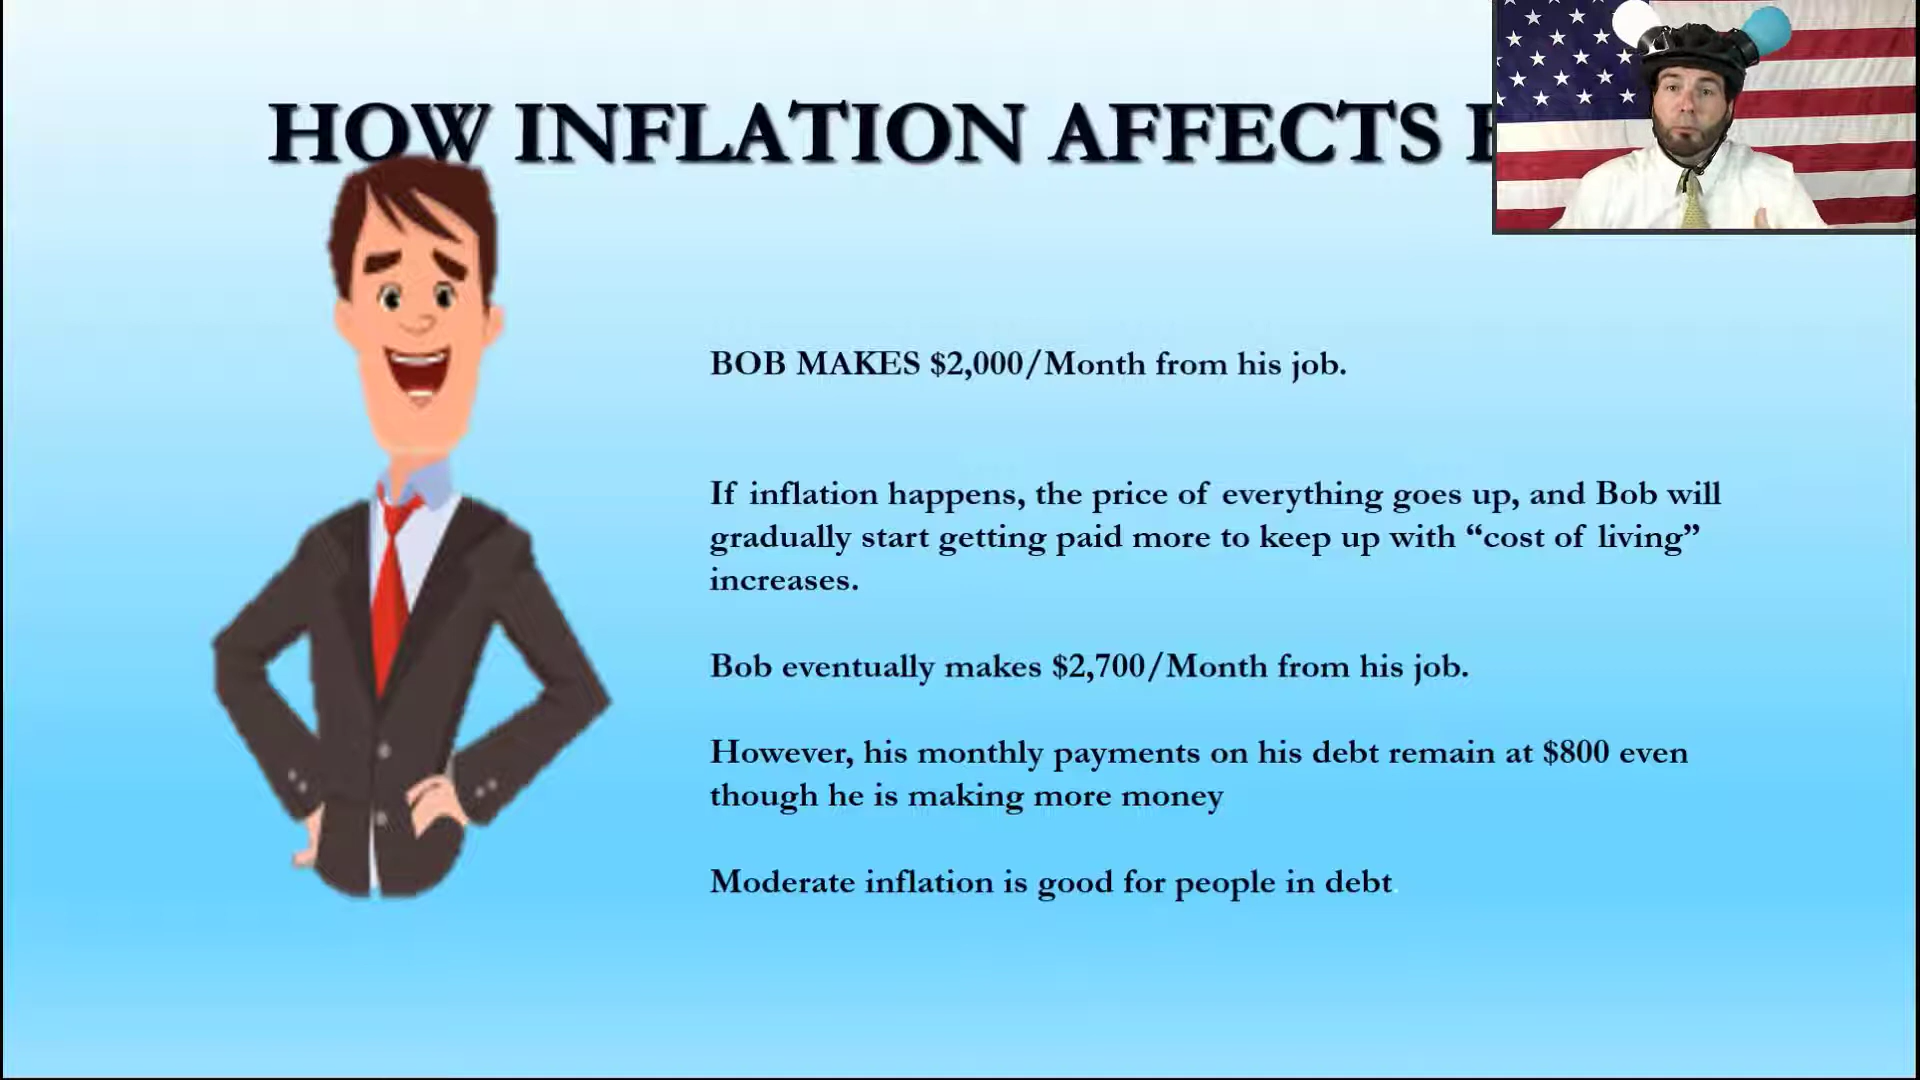 HOW INFLATION AFFECTS
BOB MAKES $2,000/Month from his job.
If inflation happens, the price of everything goes up, and Bob will
gradually start getting paid more to keep up with “cost of living”
increases.
Bob eventually makes $2,700/Month from his job.
However, his monthly payments on his debt remain at $800 even
though he is making more money
Moderate inflation is good for people in debt.